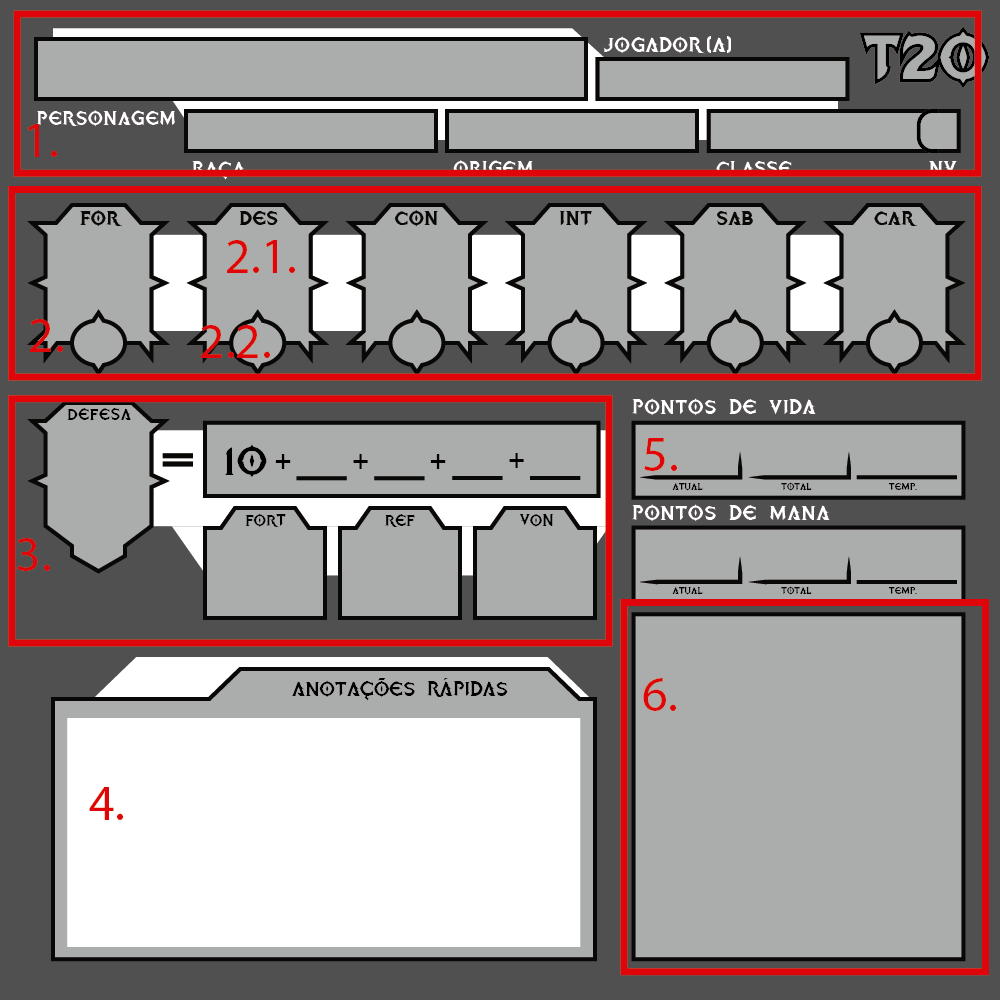 JOGADOR(A)
T20
PERSONAGEM
1.
RAÇA ORIGEM CLASSE NV
FOR DES CON INT SAB CAR
2.1.
2. 2.2.
DEFESA
= 10 + ___ + ___ + ___ + ___
FORT REF VON
3.
PONTOS DE VIDA
5.
ATUAL TOTAL TEMP.
PONTOS DE MANA
ATUAL TOTAL TEMP.
6.
ANOTAÇÕES RÁPIDAS
4.